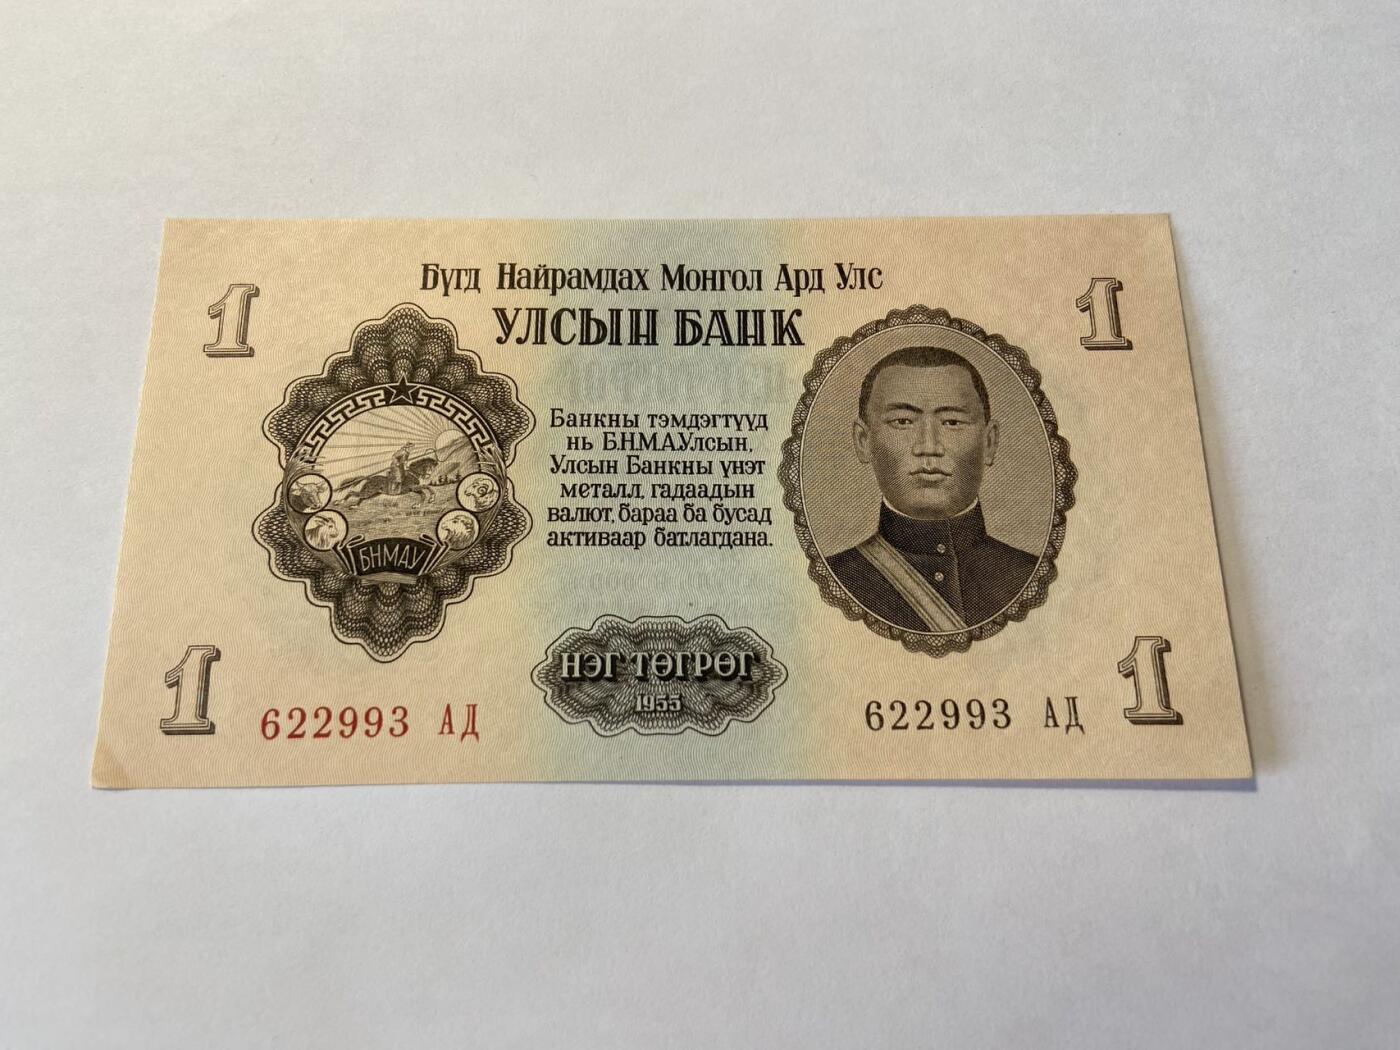 Бүгд Найрамдах Монгол Ард Улс
УЛСЫН БАНК
1
1
Банкны тэмдэгтүүд
нь Б.Н.М.А.Улсын,
Улсын Банкны үнэт
металл, гадаадын
валют, бараа ба бусад
активаар батлагдана.
БНМАУ
НЭГ ТӨГРӨГ
1955
1
622993 АД
622993 АД
1